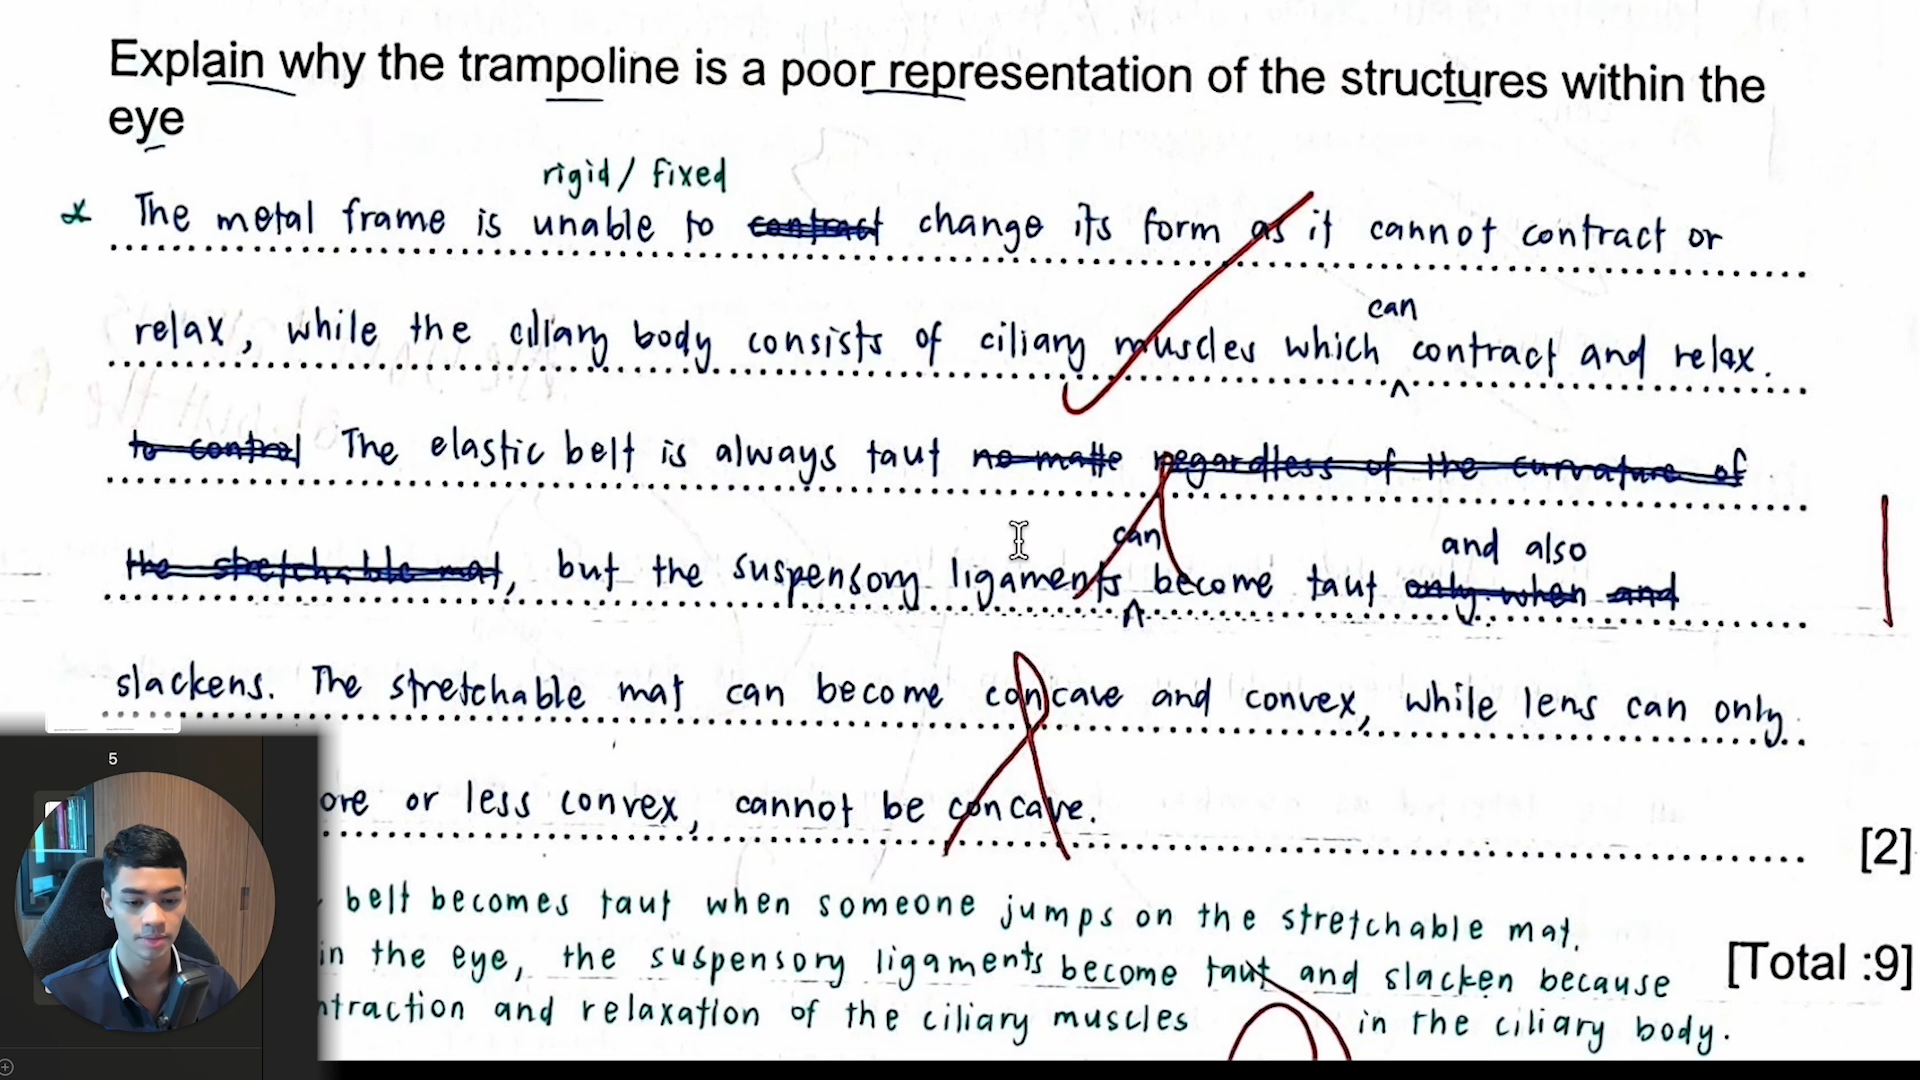 Explain why the trampoline is a poor representation of the structures within the
eye
rigid / fixed
The metal frame is unable to contract change its form as it cannot contract or
can
relax, while the ciliary body consists of ciliary muscles which contract and relax.
to control The elastic belt is always taut no matte regardless of the curvature of
can and also
the stretchable mat, but the suspensory ligaments become taut only when and
slackens. The stretchable mat can become concave and convex, while lens can only
ore or less convex, cannot be concave.
[2]
belt becomes taut when someone jumps on the stretchable mat.
in the eye, the suspensory ligaments become taut and slacken because
[Total :9]
ntraction and relaxation of the ciliary muscles in the ciliary body.
5